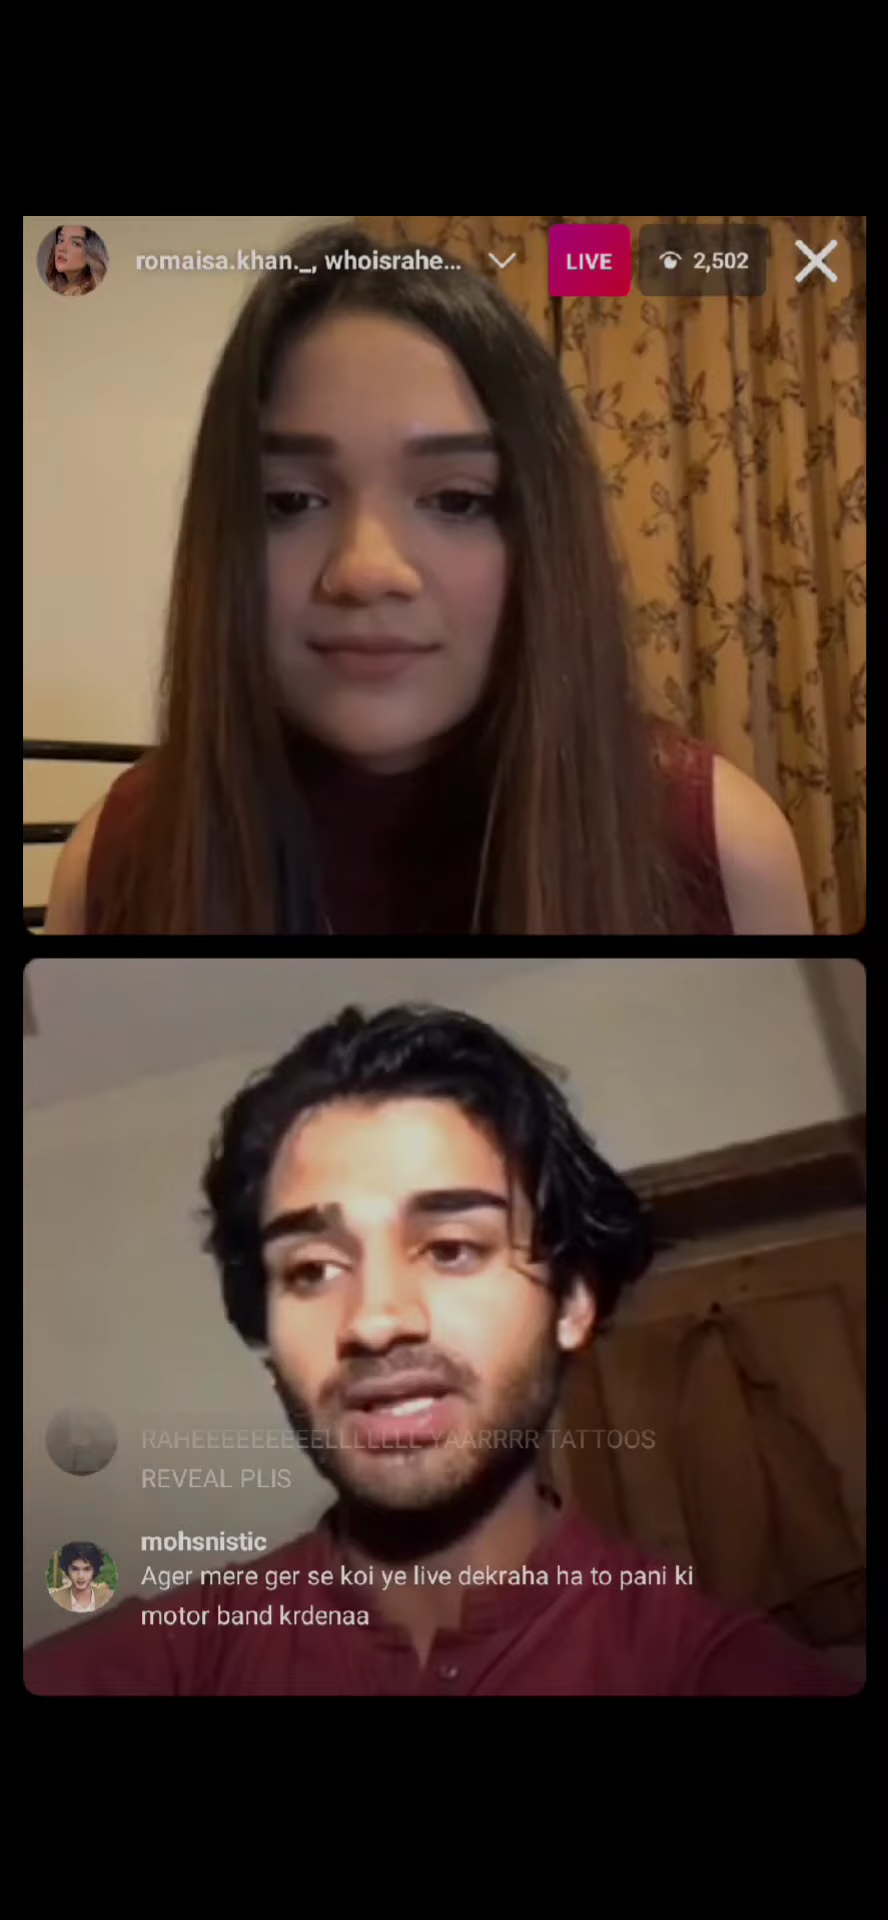 romaisa.khan._, whoisrahe...
LIVE
2,502
RAHEEEEEEEEELLLLLLL YAARRRR TATTOOS
REVEAL PLIS
mohsnistic
Ager mere ger se koi ye live dekraha ha to pani ki
motor band krdenaa